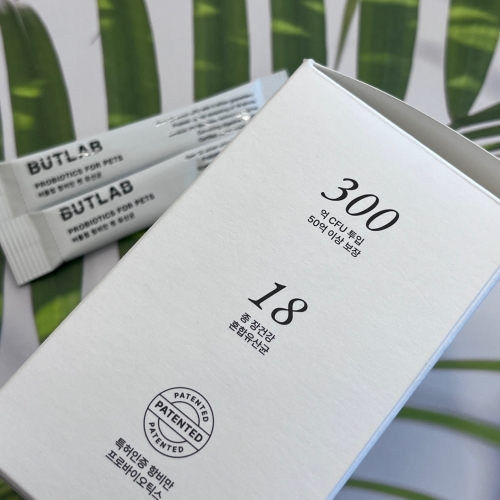 BUTLAB
PROBIOTICS FOR PETS
BUTLAB
PROBIOTICS FOR PETS
300
억 CFU 투입
50억 이상 보장
18
종 장건강
혼합유산균
PATENTED
PATENTED
PATENTED
특허인증 항비만
프로바이오틱스